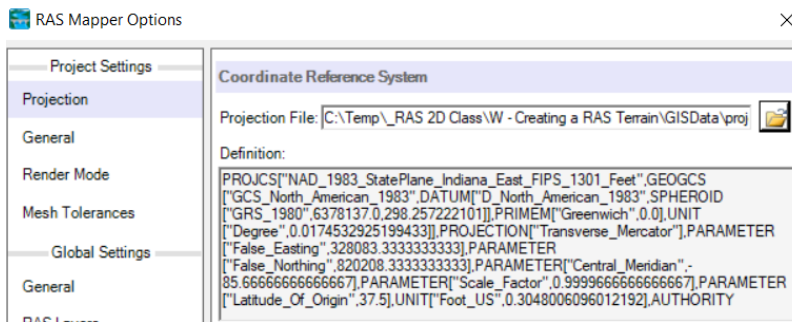 RAS Mapper Options
Project Settings
Projection
General
Render Mode
Mesh Tolerances
Global Settings
General
Coordinate Reference System
Projection File: C:\Temp\_RAS 2D Class\W - Creating a RAS Terrain\GISData\proj
Definition:
PROJCS["NAD_1983_StatePlane_Indiana_East_FIPS_1301_Feet",GEOGCS
["GCS_North_American_1983",DATUM["D_North_American_1983",SPHEROID
["GRS_1980",6378137.0,298.257222101]],PRIMEM["Greenwich",0.0],UNIT
["Degree",0.0174532925199433]],PROJECTION["Transverse_Mercator"],PARAMETER
["False_Easting",328083.3333333333],PARAMETER
["False_Northing",820208.3333333333],PARAMETER["Central_Meridian",-
85.66666666666667],PARAMETER["Scale_Factor",0.9999666666666667],PARAMETER
["Latitude_Of_Origin",37.5],UNIT["Foot_US",0.3048006096012192],AUTHORITY